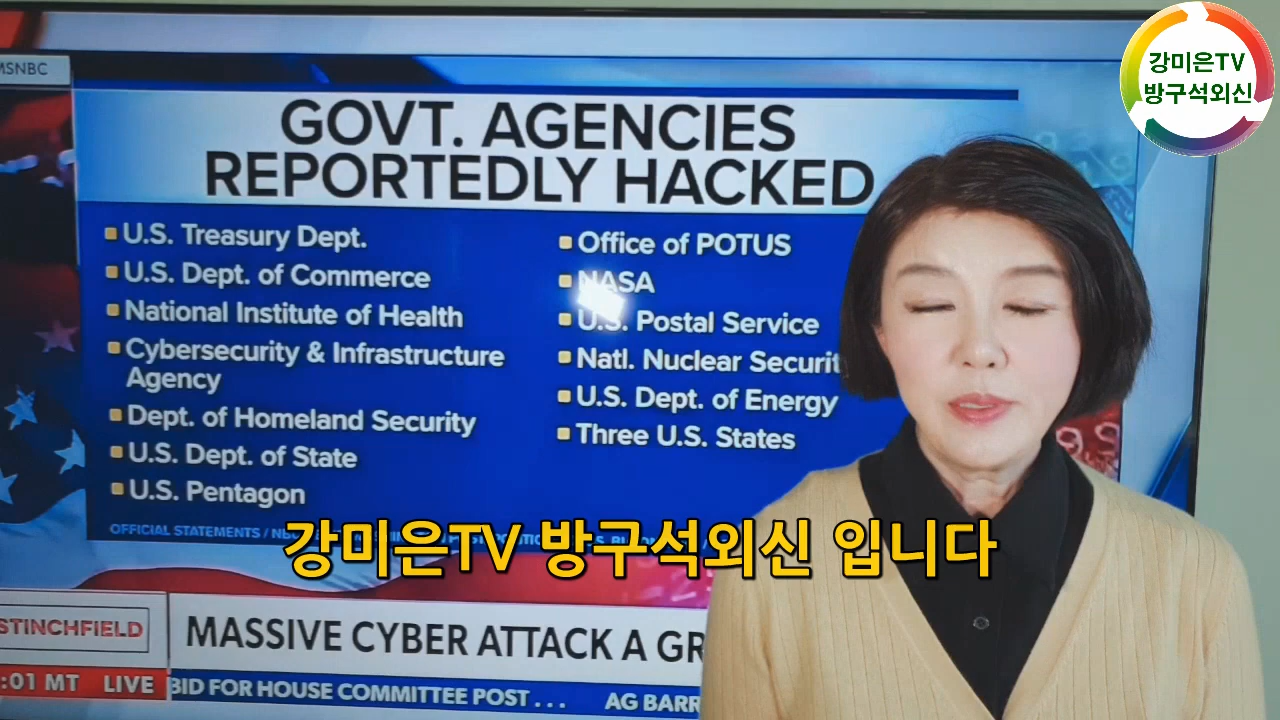 MSNBC
강미은TV
방구석외신
GOVT. AGENCIES
REPORTEDLY HACKED
U.S. Treasury Dept.
U.S. Dept. of Commerce
National Institute of Health
Cybersecurity & Infrastructure
Agency
Dept. of Homeland Security
U.S. Dept. of State
U.S. Pentagon
Office of POTUS
NASA
U.S. Postal Service
Natl. Nuclear Securit
U.S. Dept. of Energy
Three U.S. States
OFFICIAL STATEMENTS /
강미은TV 방구석외신 입니다
STINCHFIELD
MASSIVE CYBER ATTACK A GR
:01 MT LIVE
BID FOR HOUSE COMMITTEE POST . . . AG BARR